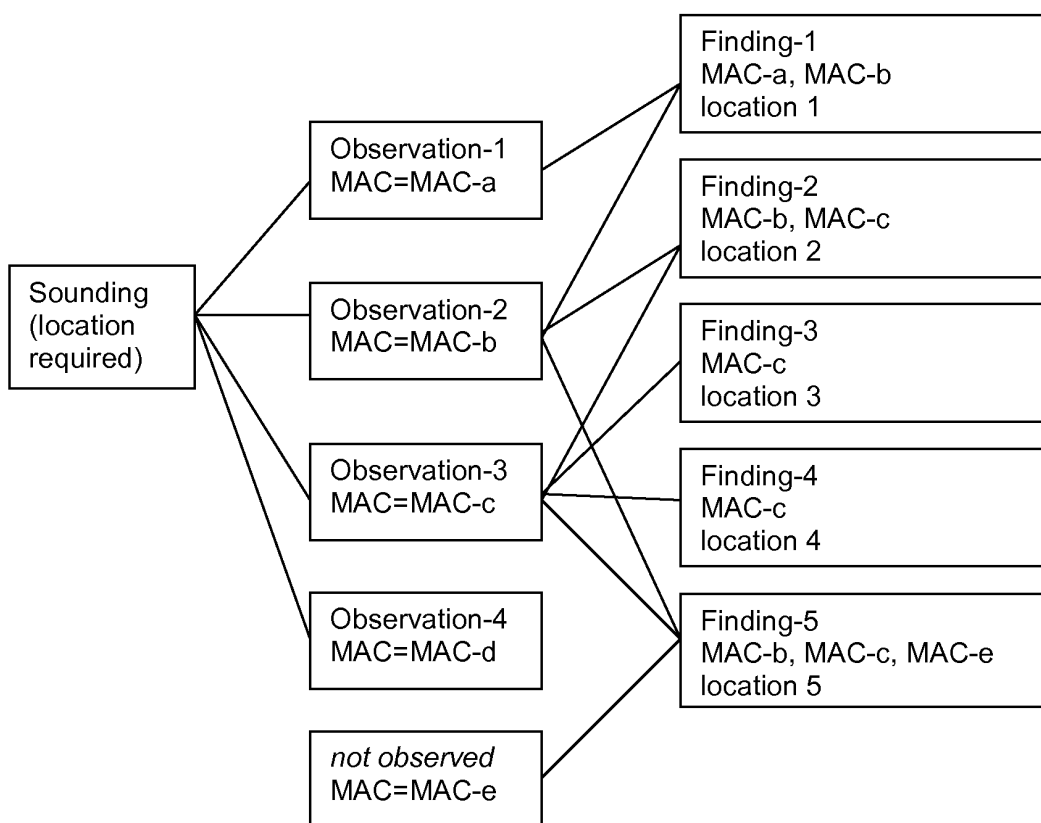 Sounding
(location
required)
Observation-1
MAC=MAC-a
Observation-2
MAC=MAC-b
Observation-3
MAC=MAC-c
Observation-4
MAC=MAC-d
not observed
MAC=MAC-e
Finding-1
MAC-a, MAC-b
location 1
Finding-2
MAC-b, MAC-c
location 2
Finding-3
MAC-c
location 3
Finding-4
MAC-c
location 4
Finding-5
MAC-b, MAC-c, MAC-e
location 5